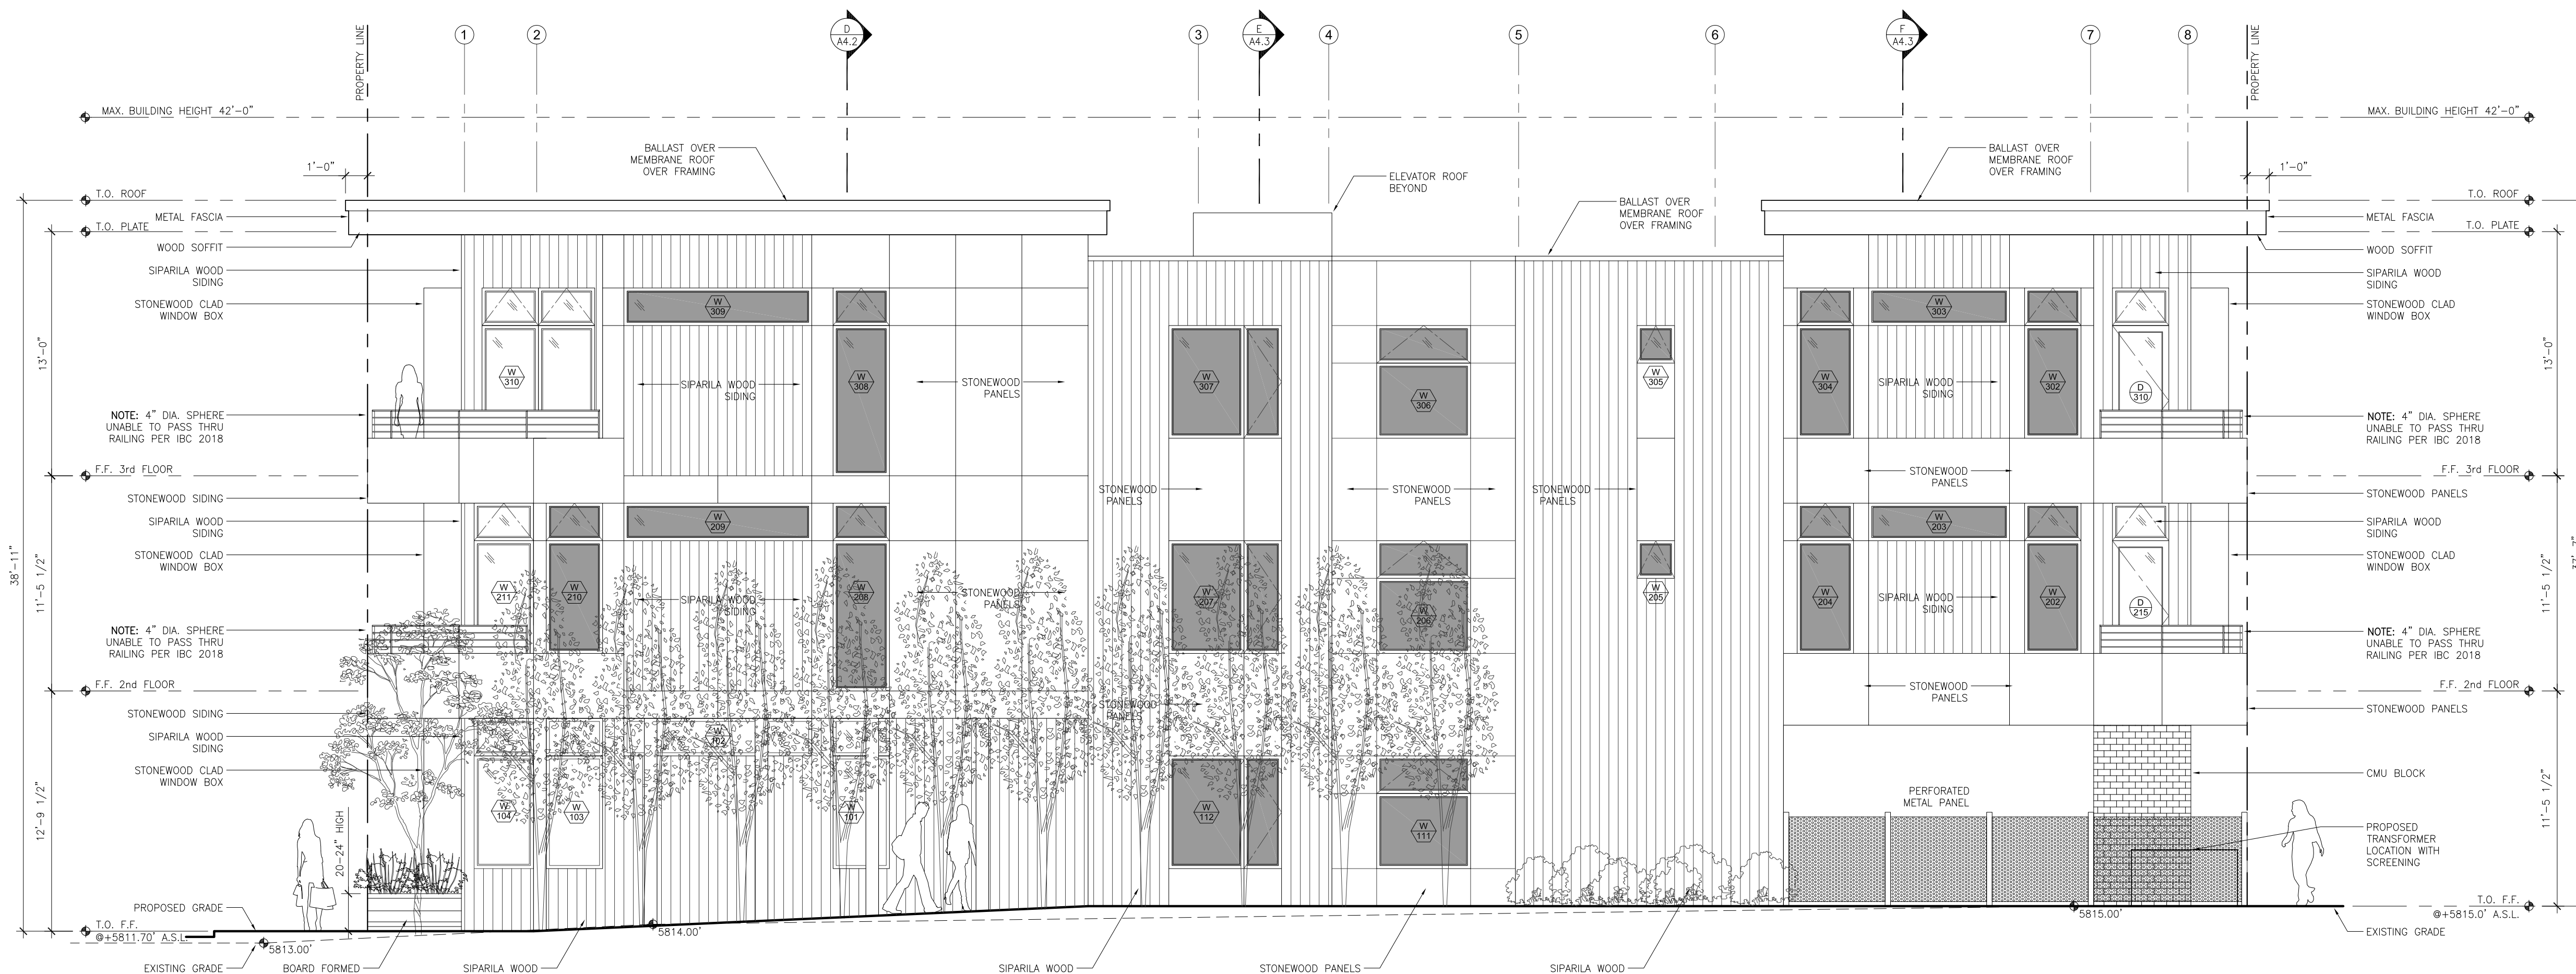 PROPERTY LINE
1
2
D
A4.2
3
E
A4.3
4
5
6
F
A4.3
7
8
PROPERTY LINE
MAX. BUILDING HEIGHT 42'-0"
MAX. BUILDING HEIGHT 42'-0"
1'-0"
BALLAST OVER
MEMBRANE ROOF
OVER FRAMING
ELEVATOR ROOF
BEYOND
BALLAST OVER
MEMBRANE ROOF
OVER FRAMING
BALLAST OVER
MEMBRANE ROOF
OVER FRAMING
1'-0"
T.O. ROOF
METAL FASCIA
T.O. PLATE
WOOD SOFFIT
SIPARILA WOOD
SIDING
STONEWOOD CLAD
WINDOW BOX
NOTE: 4" DIA. SPHERE
UNABLE TO PASS THRU
RAILING PER IBC 2018
F.F. 3rd FLOOR
STONEWOOD SIDING
SIPARILA WOOD
SIDING
STONEWOOD CLAD
WINDOW BOX
NOTE: 4" DIA. SPHERE
UNABLE TO PASS THRU
RAILING PER IBC 2018
F.F. 2nd FLOOR
STONEWOOD SIDING
SIPARILA WOOD
SIDING
STONEWOOD CLAD
WINDOW BOX
20-24" HIGH
PROPOSED GRADE
T.O. F.F.
@+5811.70' A.S.L.
5813.00'
EXISTING GRADE
BOARD FORMED
38'-11"
13'-0"
11'-5 1/2"
12'-9 1/2"
W
309
W
310
SIPARILA WOOD
SIDING
W
308
STONEWOOD
PANELS
W
307
W
306
W
305
W
304
W
303
SIPARILA WOOD
SIDING
W
302
D
310
STONEWOOD
PANELS
STONEWOOD
PANELS
STONEWOOD
PANELS
STONEWOOD
PANELS
W
209
W
211
W
210
SIPARILA WOOD
SIDING
W
208
STONEWOOD
PANELS
W
207
W
206
W
205
W
204
W
203
SIPARILA WOOD
SIDING
W
202
D
215
STONEWOOD
PANELS
STONEWOOD
PANELS
W
102
W
104
W
103
W
101
W
112
W
111
PERFORATED
METAL PANEL
5814.00'
5815.00'
SIPARILA WOOD
SIPARILA WOOD
STONEWOOD PANELS
SIPARILA WOOD
T.O. ROOF
METAL FASCIA
T.O. PLATE
WOOD SOFFIT
SIPARILA WOOD
SIDING
STONEWOOD CLAD
WINDOW BOX
NOTE: 4" DIA. SPHERE
UNABLE TO PASS THRU
RAILING PER IBC 2018
F.F. 3rd FLOOR
STONEWOOD PANELS
SIPARILA WOOD
SIDING
STONEWOOD CLAD
WINDOW BOX
NOTE: 4" DIA. SPHERE
UNABLE TO PASS THRU
RAILING PER IBC 2018
F.F. 2nd FLOOR
STONEWOOD PANELS
CMU BLOCK
PROPOSED
TRANSFORMER
LOCATION WITH
SCREENING
T.O. F.F.
@+5815.0' A.S.L.
EXISTING GRADE
13'-0"
11'-5 1/2"
11'-5 1/2"